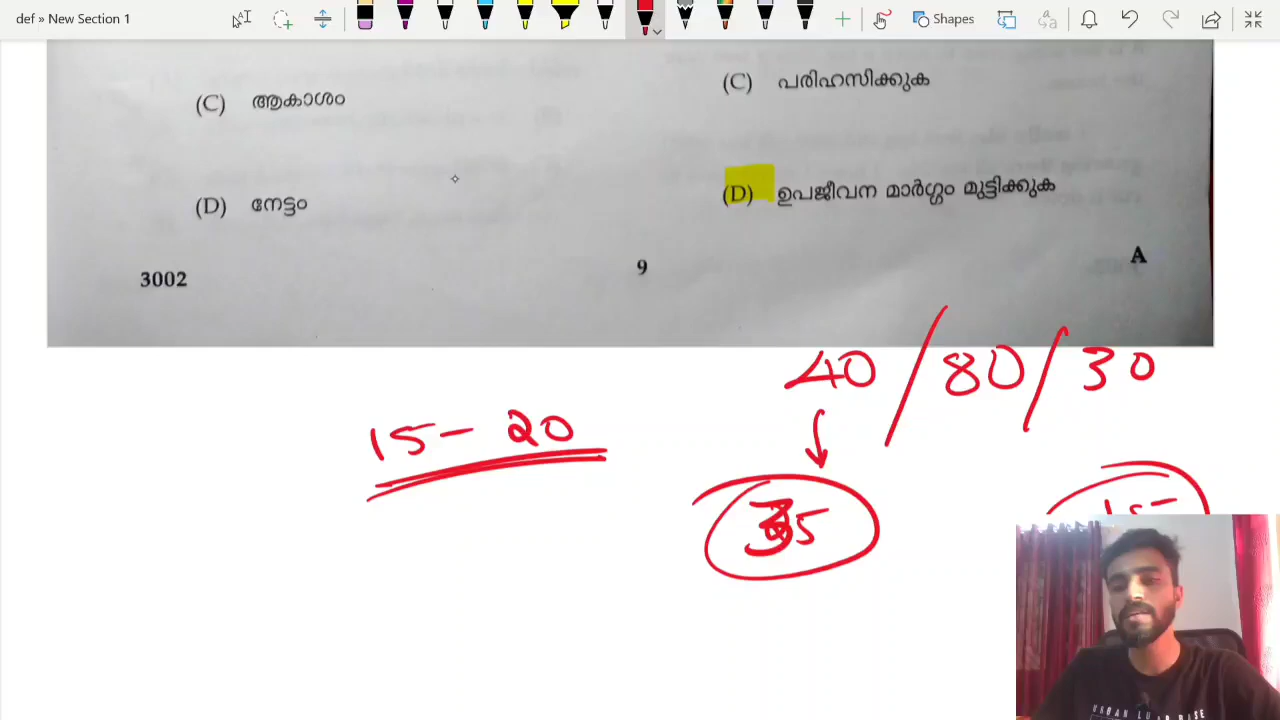 def » New Section 1
Shapes
(C) ആകാശം
(D) നേട്ടം
(C) പരിഹസിക്കുക
(D) ഉപജീവന മാർഗ്ഗം മുട്ടിക്കുക
3002
9
A
40/80/30
15- 20
35
15